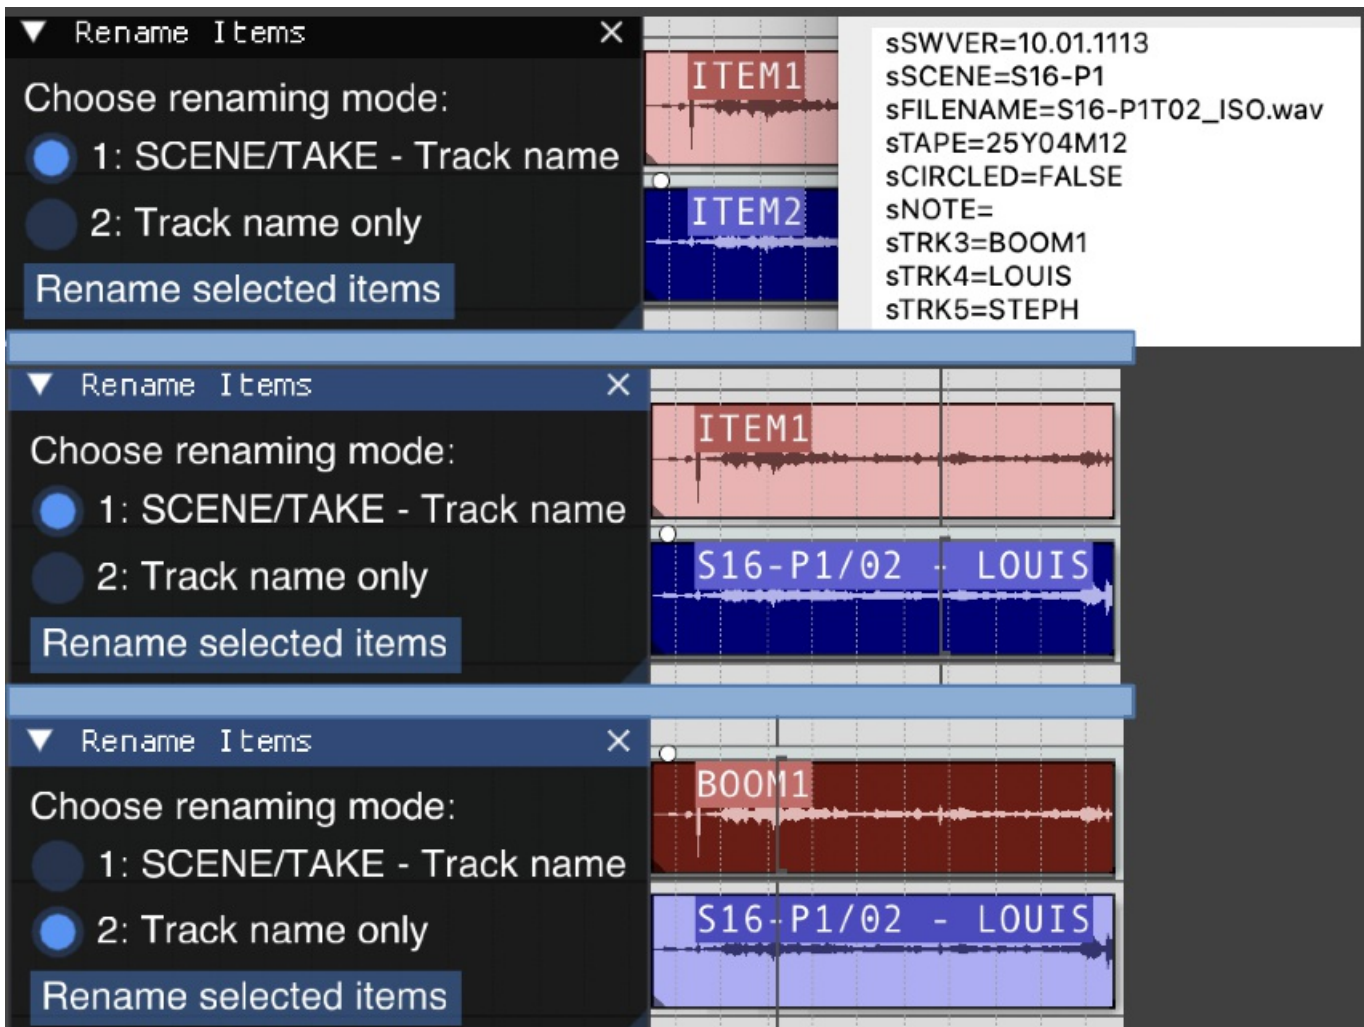 Rename Items
Choose renaming mode:
1: SCENE/TAKE - Track name
2: Track name only
Rename selected items
ITEM1
ITEM2
sSWVER=10.01.1113
sSCENE=S16-P1
sFILENAME=S16-P1T02_ISO.wav
sTAPE=25Y04M12
sCIRCLED=FALSE
sNOTE=
sTRK3=BOOM1
sTRK4=LOUIS
sTRK5=STEPH
Rename Items
Choose renaming mode:
1: SCENE/TAKE - Track name
2: Track name only
Rename selected items
ITEM1
S16-P1/02 - LOUIS
Rename Items
Choose renaming mode:
1: SCENE/TAKE - Track name
2: Track name only
Rename selected items
BOOM1
S16-P1/02 - LOUIS